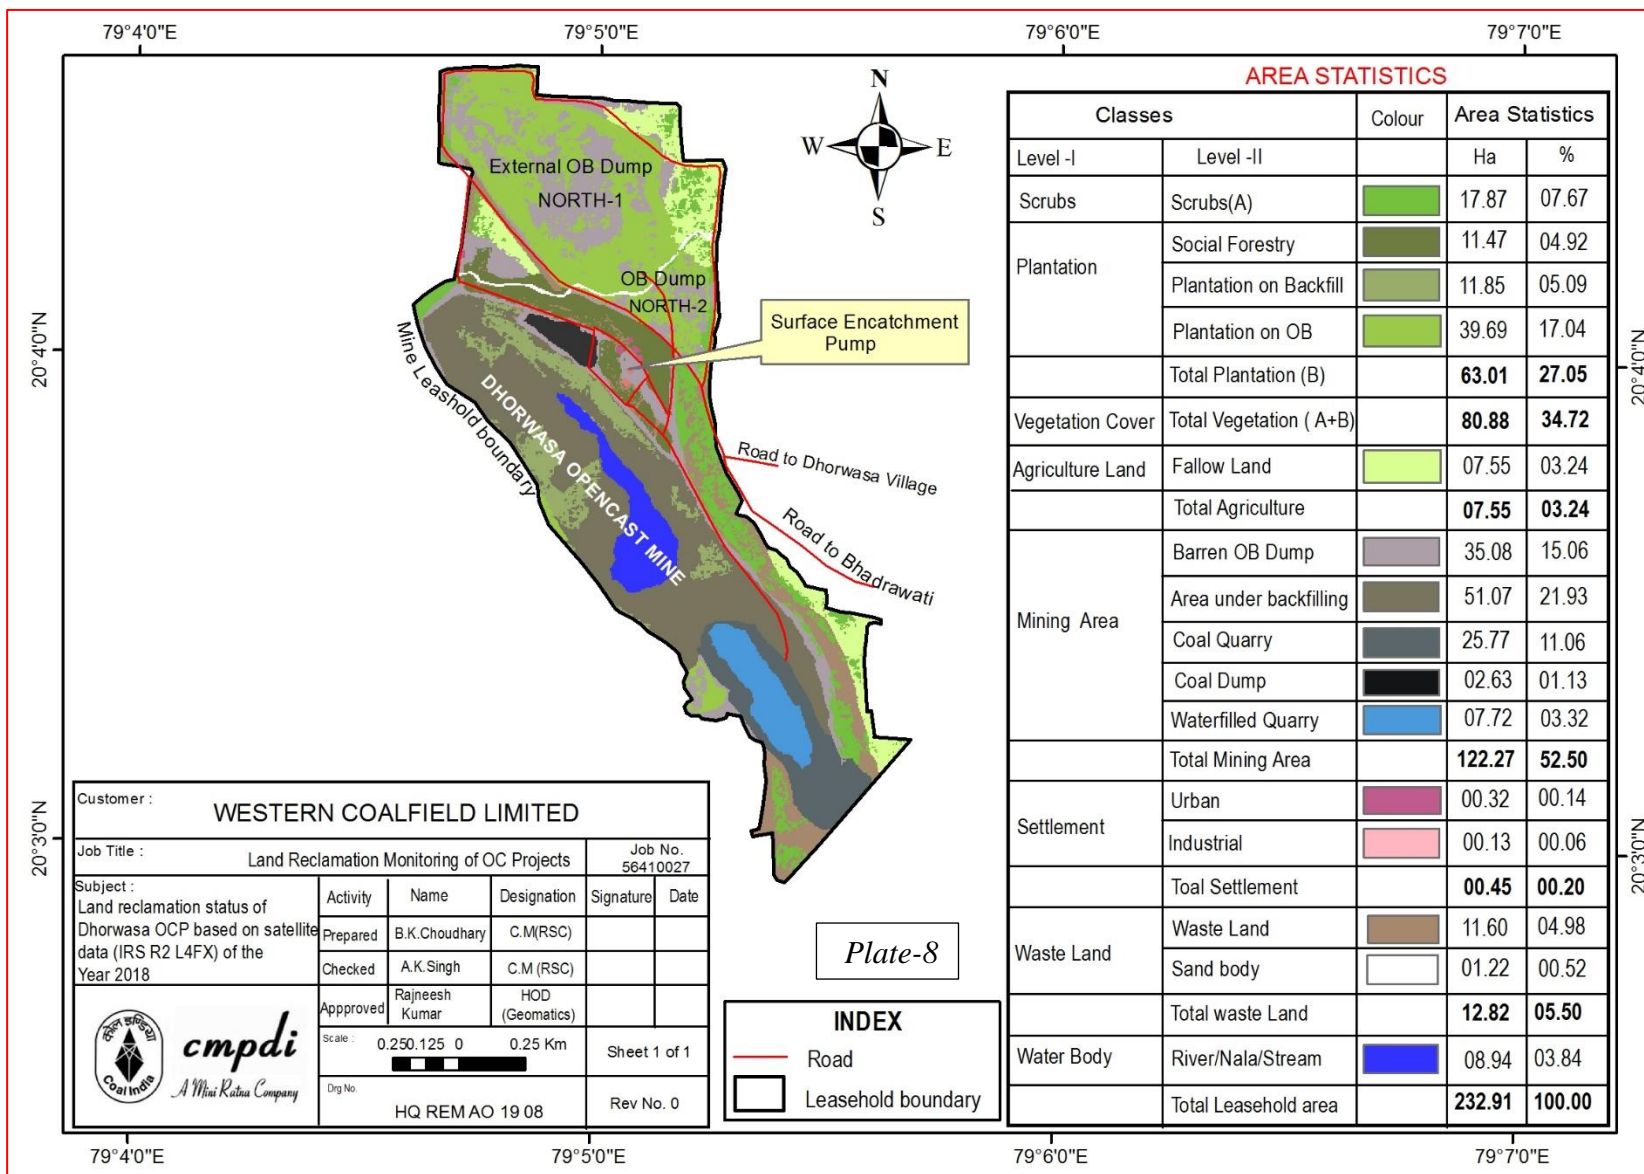 79°4'0"E 79°5'0"E 79°6'0"E 79°7'0"E
20°4'0"N
20°3'0"N
20°4'0"N
20°3'0"N
79°4'0"E 79°5'0"E 79°6'0"E 79°7'0"E
N
W E
S
External OB Dump
NORTH-1
OB Dump
NORTH-2
Surface Encatchment
Pump
Mine Leashold boundary
DHORWASA OPENCAST MINE
Road to Dhorwasa Village
Road to Bhadrawati
AREA STATISTICS
Classes Colour Area Statistics
Level -I Level -II Ha %
Scrubs Scrubs(A) 17.87 07.67
Plantation
Social Forestry 11.47 04.92
Plantation on Backfill 11.85 05.09
Plantation on OB 39.69 17.04
Total Plantation (B) 63.01 27.05
Vegetation Cover Total Vegetation ( A+B) 80.88 34.72
Agriculture Land Fallow Land 07.55 03.24
Total Agriculture 07.55 03.24
Mining Area
Barren OB Dump 35.08 15.06
Area under backfilling 51.07 21.93
Coal Quarry 25.77 11.06
Coal Dump 02.63 01.13
Waterfilled Quarry 07.72 03.32
Total Mining Area 122.27 52.50
Settlement
Urban 00.32 00.14
Industrial 00.13 00.06
Toal Settlement 00.45 00.20
Waste Land
Waste Land 11.60 04.98
Sand body 01.22 00.52
Total waste Land 12.82 05.50
Water Body River/Nala/Stream 08.94 03.84
Total Leasehold area 232.91 100.00
Customer :
WESTERN COALFIELD LIMITED
Job Title :
Land Reclamation Monitoring of OC Projects
Job No.
56410027
Subject :
Land reclamation status of
Dhorwasa OCP based on satellite
data (IRS R2 L4FX) of the
Year 2018
Activity Name Designation Signature Date
Prepared B.K.Choudhary C.M(RSC)
Checked A.K.Singh C.M (RSC)
Approved Rajneesh Kumar HOD (Geomatics)
Scale :
0.250.125 0 0.25 Km
Sheet 1 of 1
Drg No.
HQ REM AO 19 08
Rev No. 0
कोल इण्डिया
Coal India
cmpdi
A Mini Ratna Company
Plate-8
INDEX
Road
Leasehold boundary